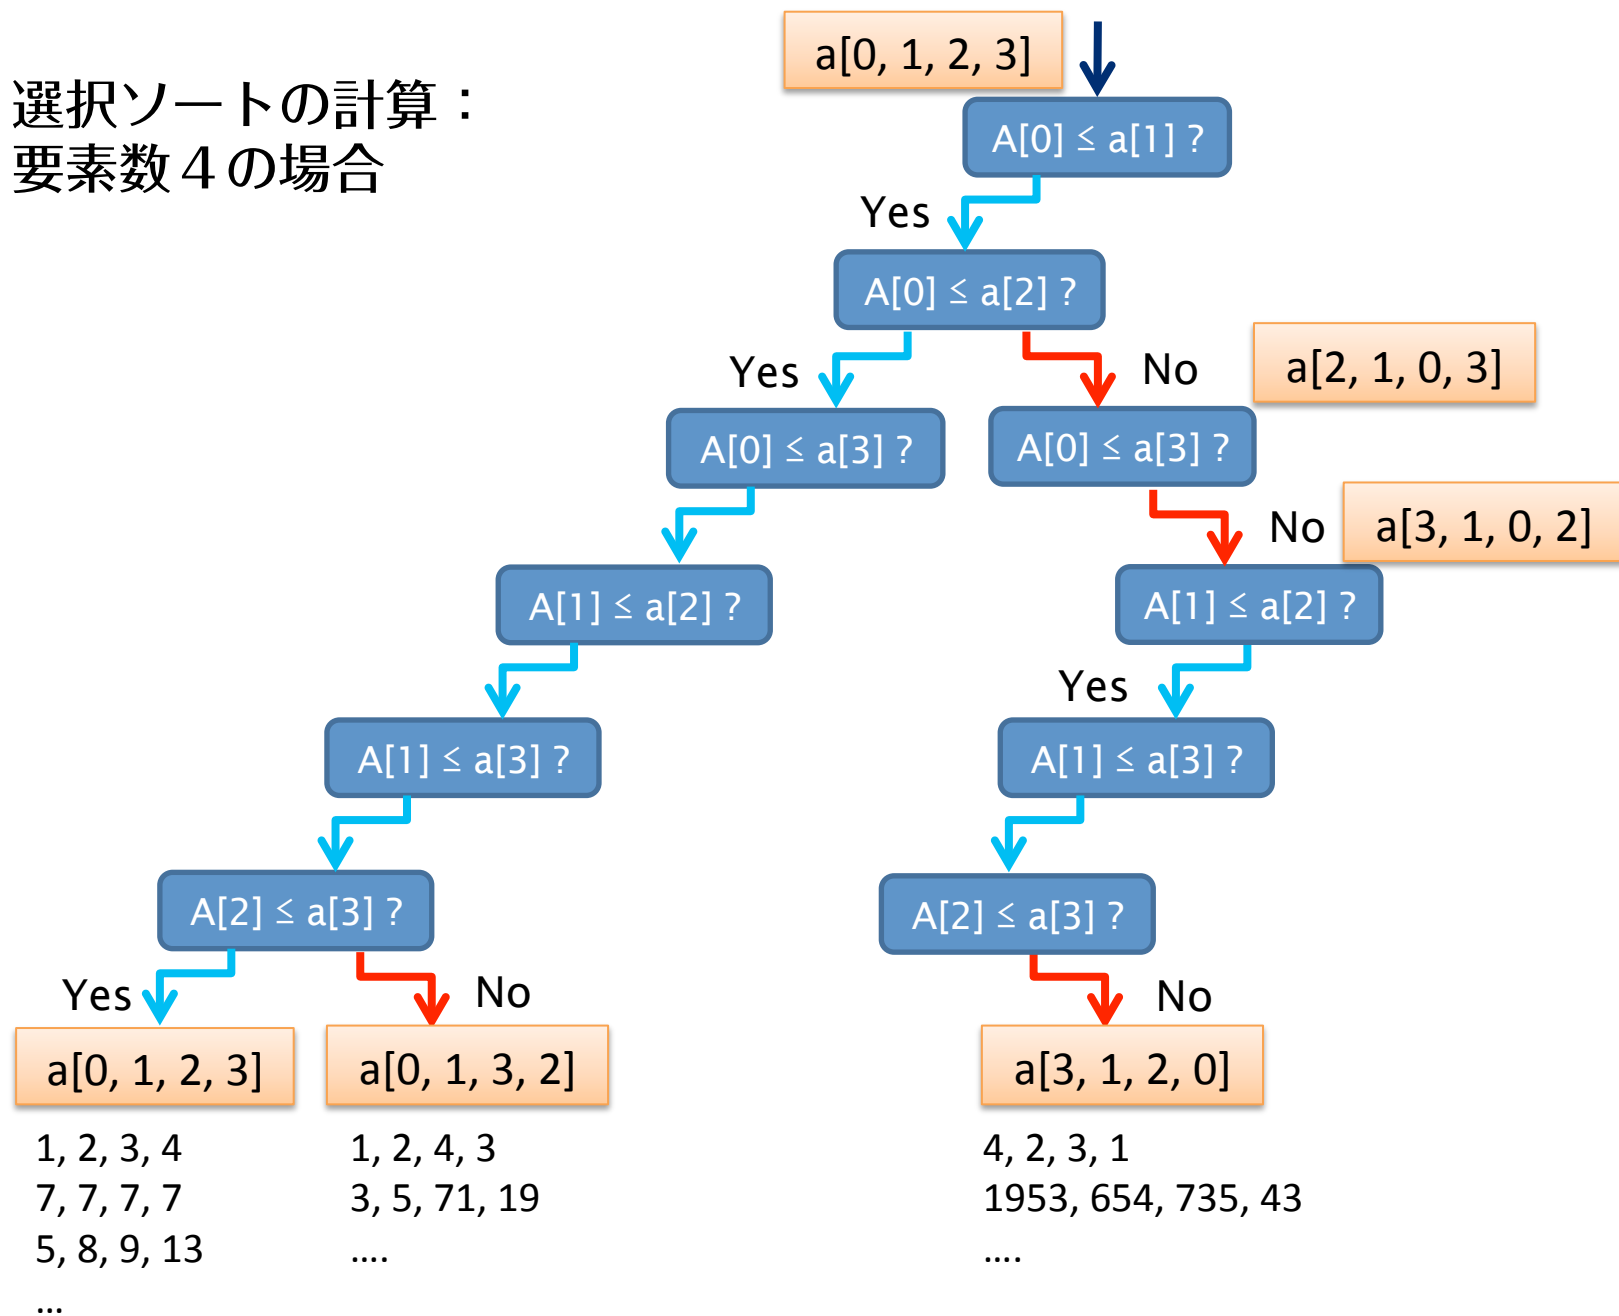 a[0, 1, 2, 3]
選択ソートの計算：
要素数４の場合
A[0] ≤ a[1] ?
Yes
A[0] ≤ a[2] ?
Yes
No
a[2, 1, 0, 3]
A[0] ≤ a[3] ?
A[0] ≤ a[3] ?
No
a[3, 1, 0, 2]
A[1] ≤ a[2] ?
A[1] ≤ a[2] ?
Yes
A[1] ≤ a[3] ?
A[1] ≤ a[3] ?
A[2] ≤ a[3] ?
A[2] ≤ a[3] ?
Yes
No
No
a[0, 1, 2, 3]
a[0, 1, 3, 2]
a[3, 1, 2, 0]
1, 2, 3, 4
7, 7, 7, 7
5, 8, 9, 13
...
1, 2, 4, 3
3, 5, 71, 19
....
4, 2, 3, 1
1953, 654, 735, 43
....